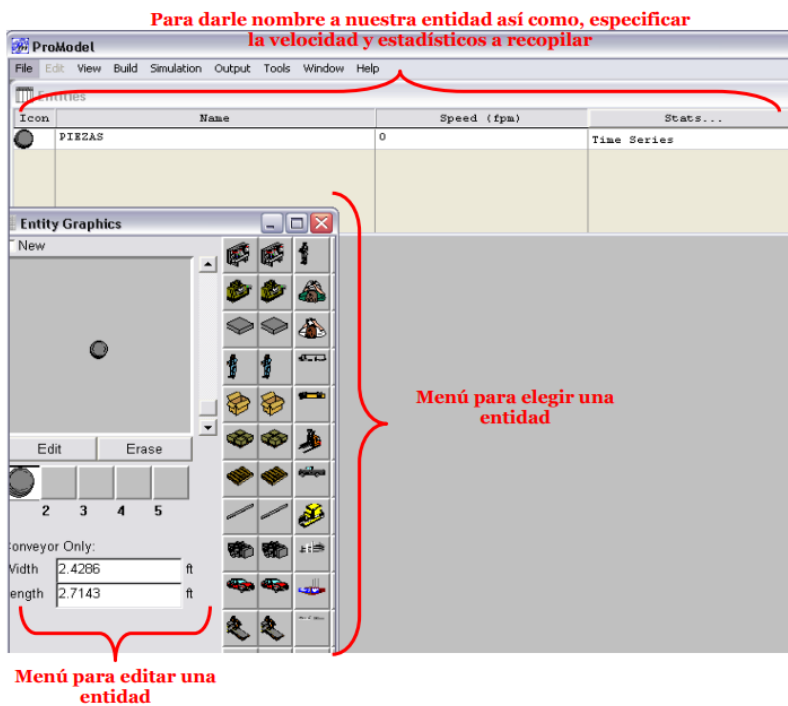 Para darle nombre a nuestra entidad así como, especificar
la velocidad y estadísticos a recopilar
ProModel
File Edit View Build Simulation Output Tools Window Help
Entities
Icon Name Speed (fpm) Stats...
PIEZAS 0 Time Series
Entity Graphics
New
Edit Erase
2 3 4 5
Conveyor Only:
Width 2.4286 ft
ength 2.7143 ft
Menú para elegir una
entidad
Menú para editar una
entidad